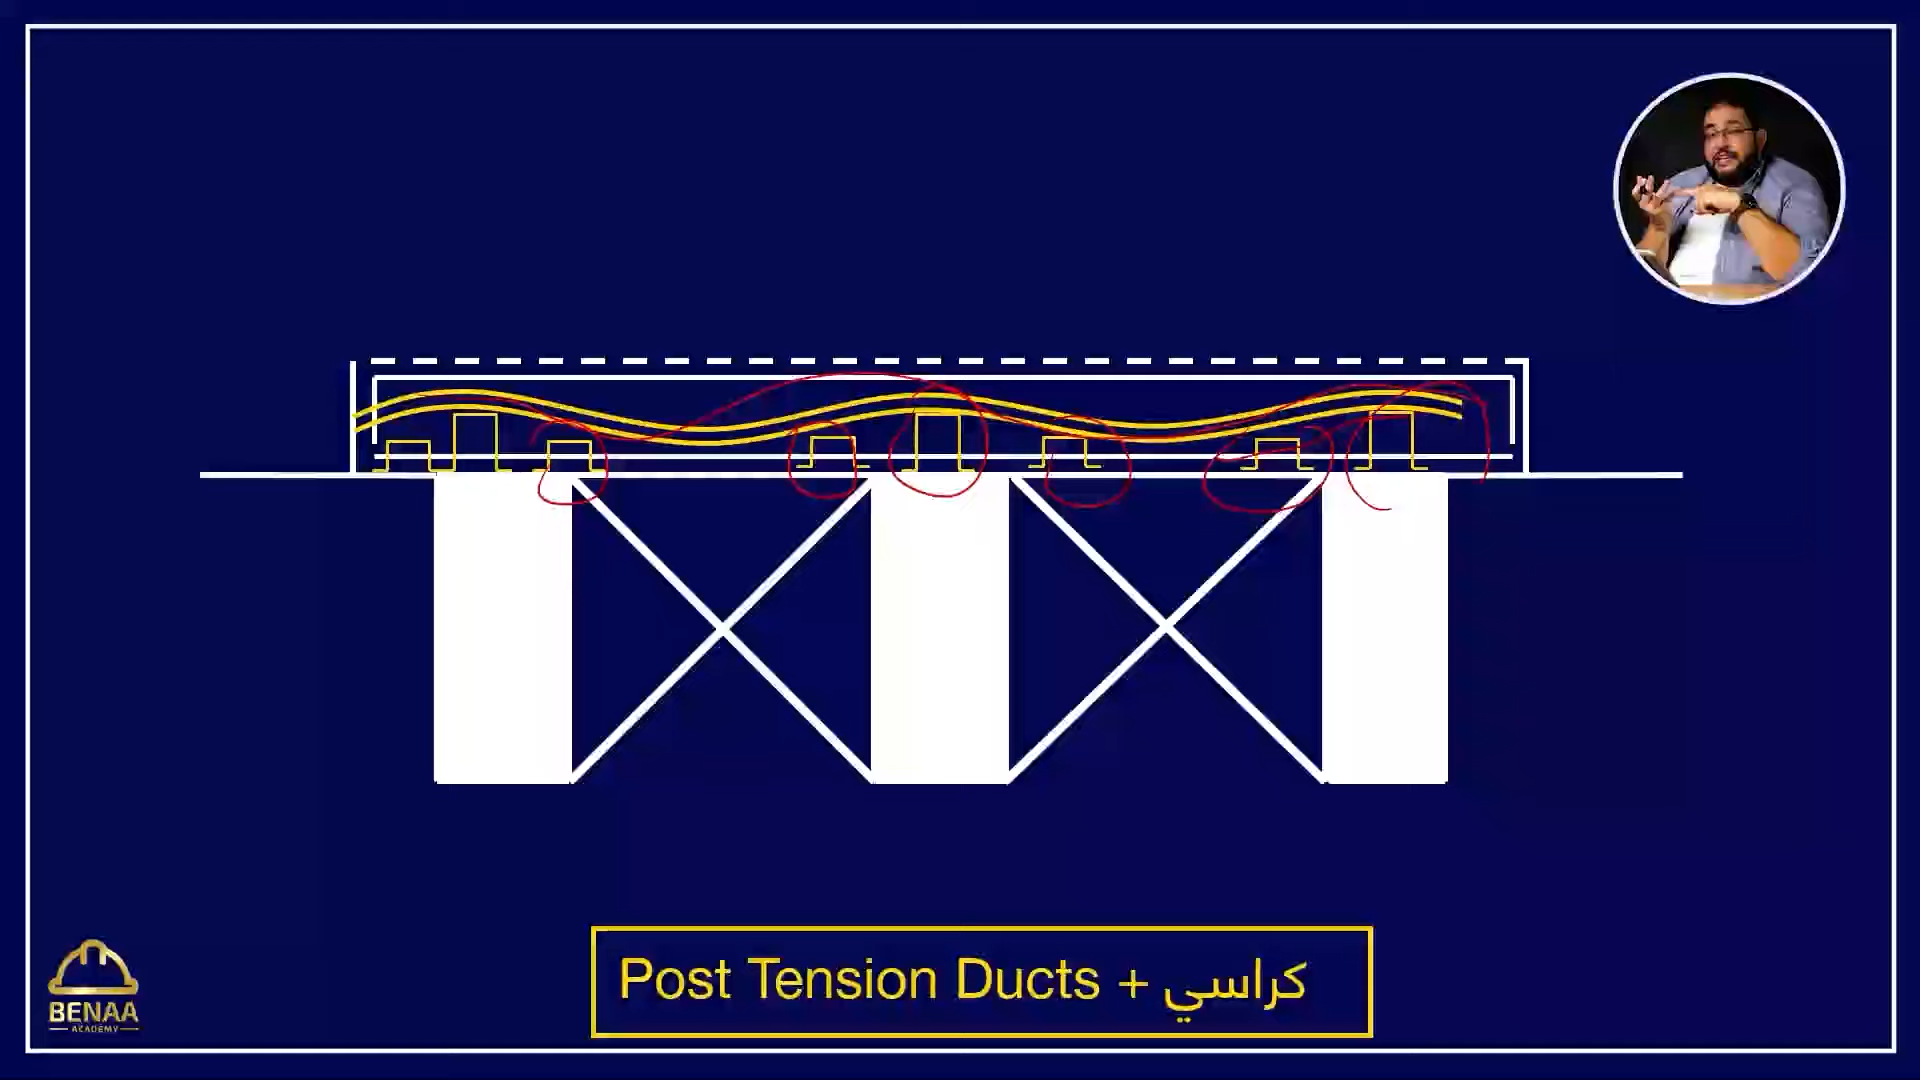 Post Tension Ducts + كراسي
BENAA
ACADEMY